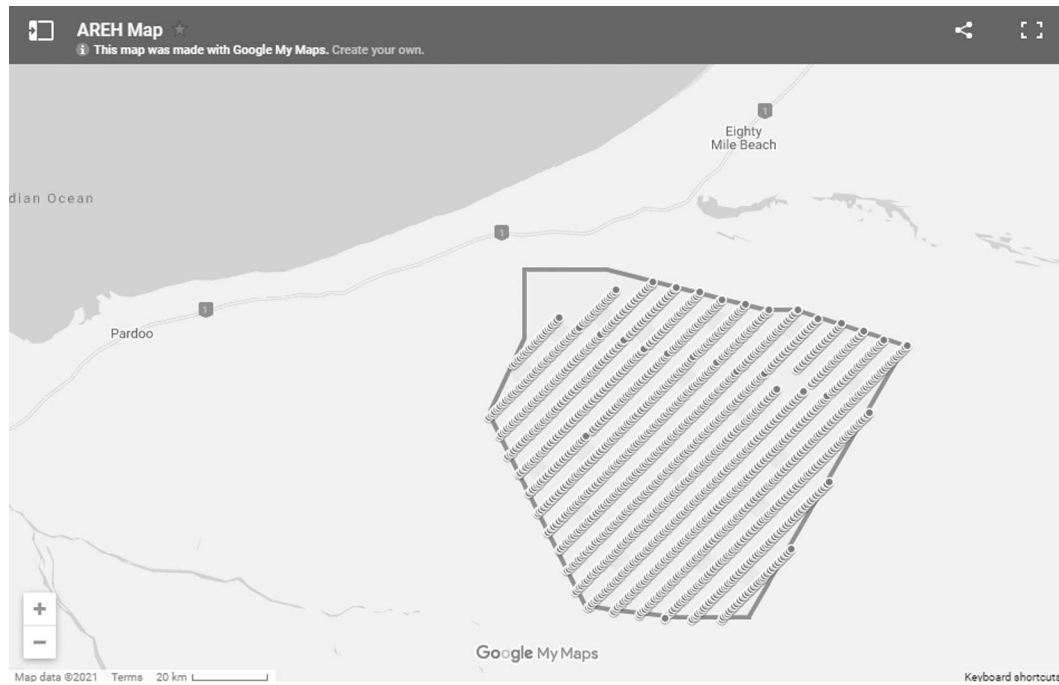 AREH Map
This map was made with Google My Maps. Create your own.
1
Eighty
Mile Beach
dian Ocean
1
1
Pardoo
+
−
Google My Maps
Map data ©2021 Terms 20 km
Keyboard shortcuts